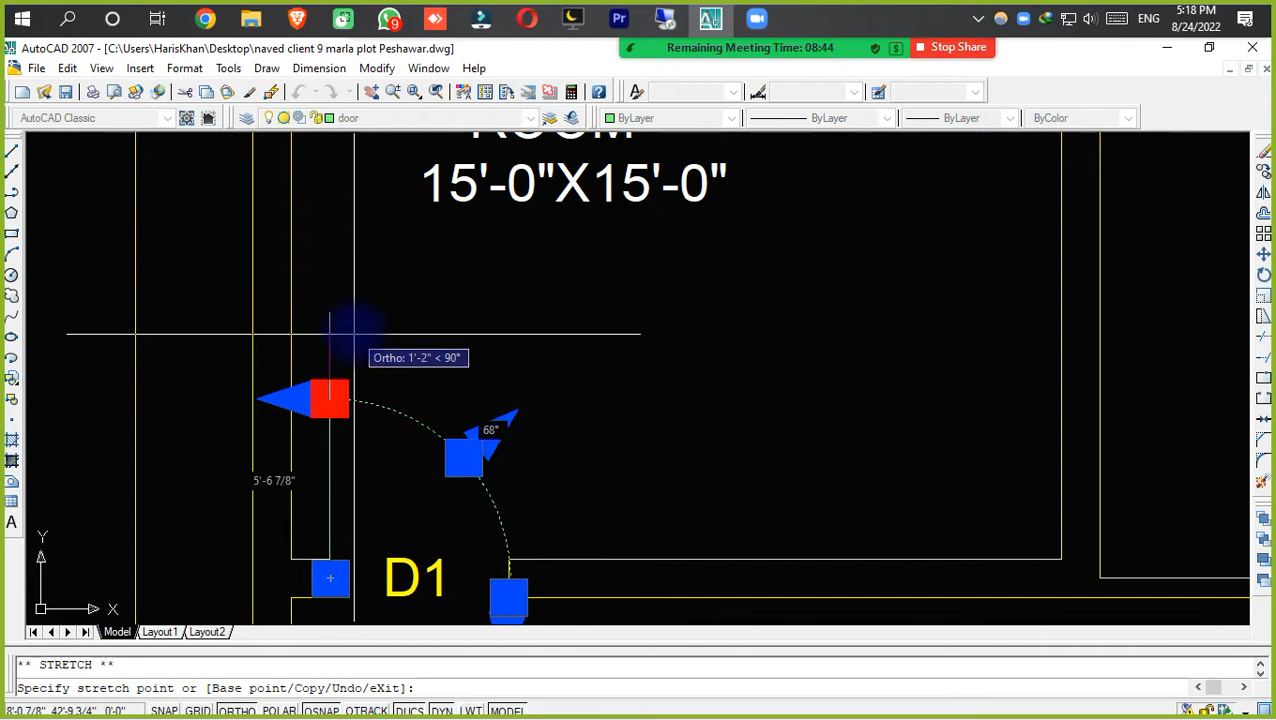 9
ENG
5:18 PM
8/24/2022
AutoCAD 2007 - [C:\Users\HarisKhan\Desktop\naved client 9 marla plot Peshawar.dwg]
Remaining Meeting Time: 08:44
Stop Share
File Edit View Insert Format Tools Draw Dimension Modify Window Help
AutoCAD Classic
door
ByLayer
ByLayer
ByLayer
ByColor
ROOM
15'-0"X15'-0"
Ortho: 1'-2" < 90°
68°
5'-6 7/8"
D1
Y
X
Model Layout1 Layout2
** STRETCH **
Specify stretch point or [Base point/Copy/Undo/eXit]:
8'-0 7/8", 42'-9 3/4", 0'-0" SNAP GRID ORTHO POLAR OSNAP OTRACK DUCS DYN LWT MODEL